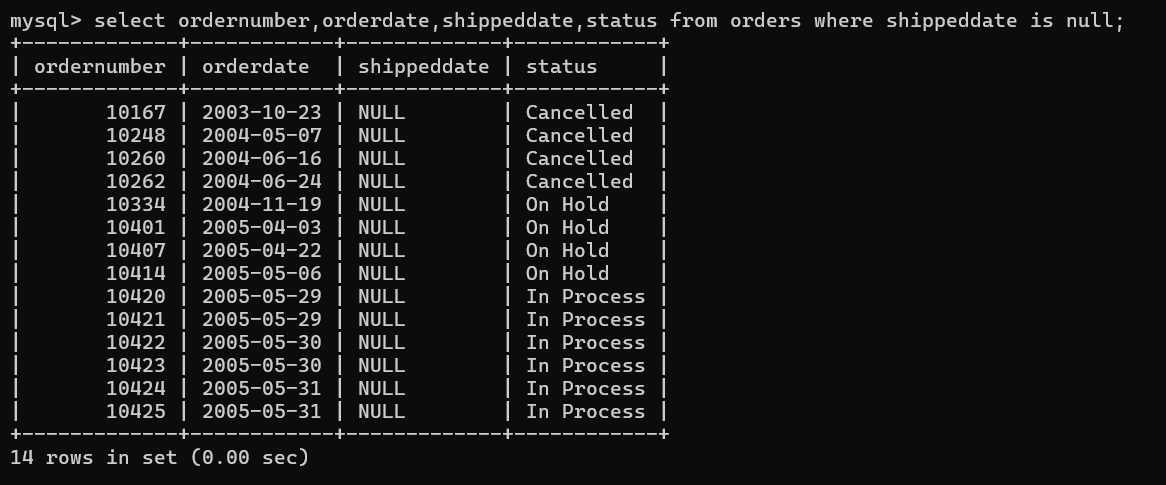 mysql> select ordernumber,orderdate,shippeddate,status from orders where shippeddate is null;
+-------------+------------+-------------+------------+
| ordernumber | orderdate  | shippeddate | status     |
+-------------+------------+-------------+------------+
|       10167 | 2003-10-23 | NULL        | Cancelled  |
|       10248 | 2004-05-07 | NULL        | Cancelled  |
|       10260 | 2004-06-16 | NULL        | Cancelled  |
|       10262 | 2004-06-24 | NULL        | Cancelled  |
|       10334 | 2004-11-19 | NULL        | On Hold    |
|       10401 | 2005-04-03 | NULL        | On Hold    |
|       10407 | 2005-04-22 | NULL        | On Hold    |
|       10414 | 2005-05-06 | NULL        | On Hold    |
|       10420 | 2005-05-29 | NULL        | In Process |
|       10421 | 2005-05-29 | NULL        | In Process |
|       10422 | 2005-05-30 | NULL        | In Process |
|       10423 | 2005-05-30 | NULL        | In Process |
|       10424 | 2005-05-31 | NULL        | In Process |
|       10425 | 2005-05-31 | NULL        | In Process |
+-------------+------------+-------------+------------+
14 rows in set (0.00 sec)